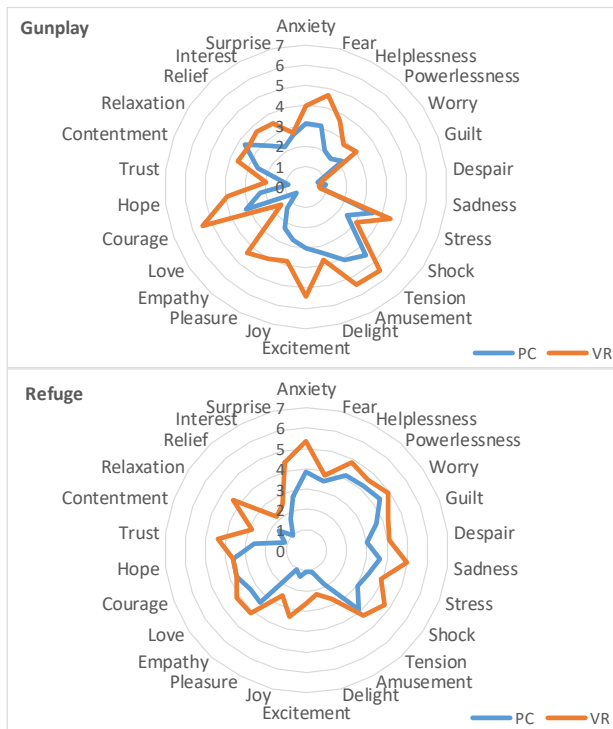 Gunplay
Anxiety
Surprise
Fear
Interest
Helplessness
Relief
Powerlessness
Relaxation
Worry
Contentment
Guilt
Trust
Despair
Hope
Sadness
Courage
Stress
Love
Shock
Empathy
Tension
Pleasure
Amusement
Joy
Delight
Excitement
7
6
5
4
3
2
1
0
PC VR
Refuge
Anxiety
Surprise
Fear
Interest
Helplessness
Relief
Powerlessness
Relaxation
Worry
Contentment
Guilt
Trust
Despair
Hope
Sadness
Courage
Stress
Love
Shock
Empathy
Tension
Pleasure
Amusement
Joy
Delight
Excitement
7
6
5
4
3
2
1
0
PC VR